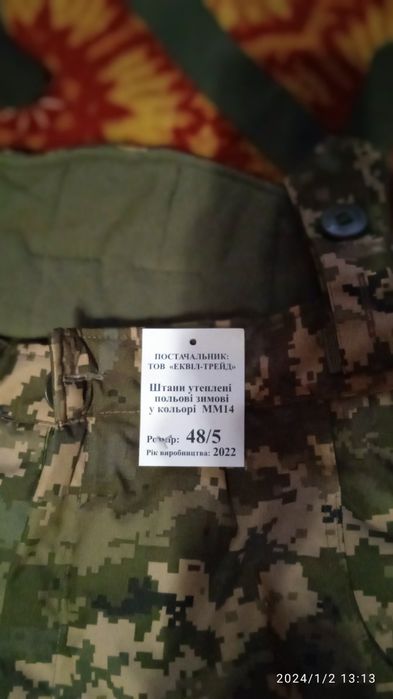 ПОСТАЧАЛЬНИК:
ТОВ «ЕКВІЛ-ТРЕЙД»
Штани утеплені
польові зимові
у кольорі ММ14
Розмір: 48/5
Рік виробництва: 2022
2024/1/2 13:13